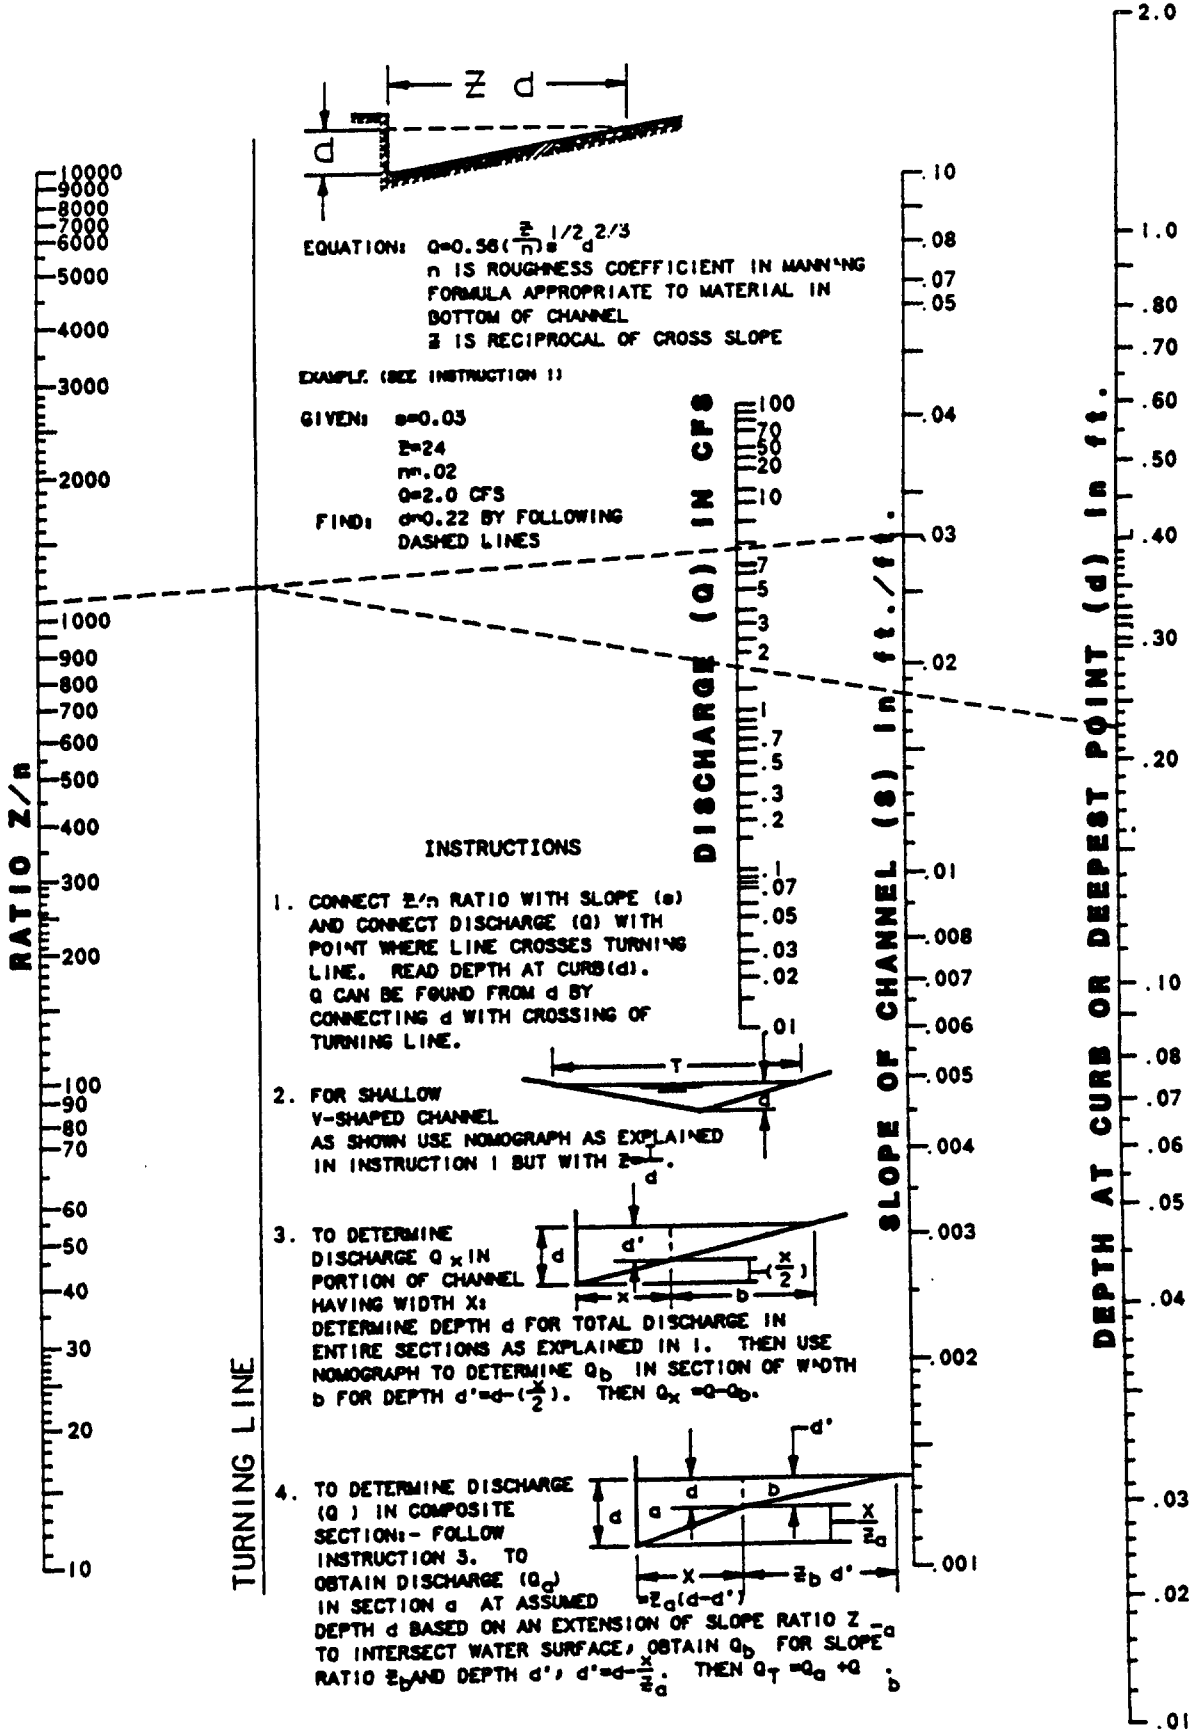 Z d
d
EQUATION: Q=0.56(Z/n)s 1/2 d 2/3
n IS ROUGHNESS COEFFICIENT IN MANNING
FORMULA APPROPRIATE TO MATERIAL IN
BOTTOM OF CHANNEL
Z IS RECIPROCAL OF CROSS SLOPE
EXAMPLE (SEE INSTRUCTION 1)
GIVEN: s=0.03
Z=24
n=.02
Q=2.0 CFS
FIND: d=0.22 BY FOLLOWING
DASHED LINES
INSTRUCTIONS
1. CONNECT Z/n RATIO WITH SLOPE (s)
AND CONNECT DISCHARGE (Q) WITH
POINT WHERE LINE CROSSES TURNING
LINE. READ DEPTH AT CURB(d).
Q CAN BE FOUND FROM d BY
CONNECTING d WITH CROSSING OF
TURNING LINE.
T
d
2. FOR SHALLOW
V-SHAPED CHANNEL
AS SHOWN USE NOMOGRAPH AS EXPLAINED
IN INSTRUCTION 1 BUT WITH Z=T/d.
3. TO DETERMINE
DISCHARGE Q x IN
PORTION OF CHANNEL
HAVING WIDTH X:
DETERMINE DEPTH d FOR TOTAL DISCHARGE IN
ENTIRE SECTIONS AS EXPLAINED IN 1. THEN USE
NOMOGRAPH TO DETERMINE Qb IN SECTION OF WIDTH
b FOR DEPTH d'=d-(x/2). THEN Qx =Q-Qb.
d
d'
(x/2)
x
b
4. TO DETERMINE DISCHARGE
(Q ) IN COMPOSITE
SECTION:- FOLLOW
INSTRUCTION 3. TO
OBTAIN DISCHARGE (Qa)
IN SECTION a AT ASSUMED
DEPTH d BASED ON AN EXTENSION OF SLOPE RATIO Z a
TO INTERSECT WATER SURFACE, OBTAIN Qb FOR SLOPE
RATIO Zb AND DEPTH d', d'=d-x/Za. THEN QT =Qa +Q b.
d'
d
a
d
b
X/Za
X
Zb d'
=Za(d-d')
RATIO Z/n
10000
9000
8000
7000
6000
5000
4000
3000
2000
1000
900
800
700
600
500
400
300
200
100
90
80
70
60
50
40
30
20
10
TURNING LINE
DISCHARGE (Q) IN CFS
100
70
50
20
10
7
5
3
2
1
.7
.5
.3
.2
.1
.07
.05
.03
.02
.01
SLOPE OF CHANNEL (S) in ft./ft.
.10
.08
.07
.05
.04
.03
.02
.01
.008
.007
.006
.005
.004
.003
.002
.001
DEPTH AT CURB OR DEEPEST POINT (d) in ft.
2.0
1.0
.80
.70
.60
.50
.40
.30
.20
.10
.08
.07
.06
.05
.04
.03
.02
.01